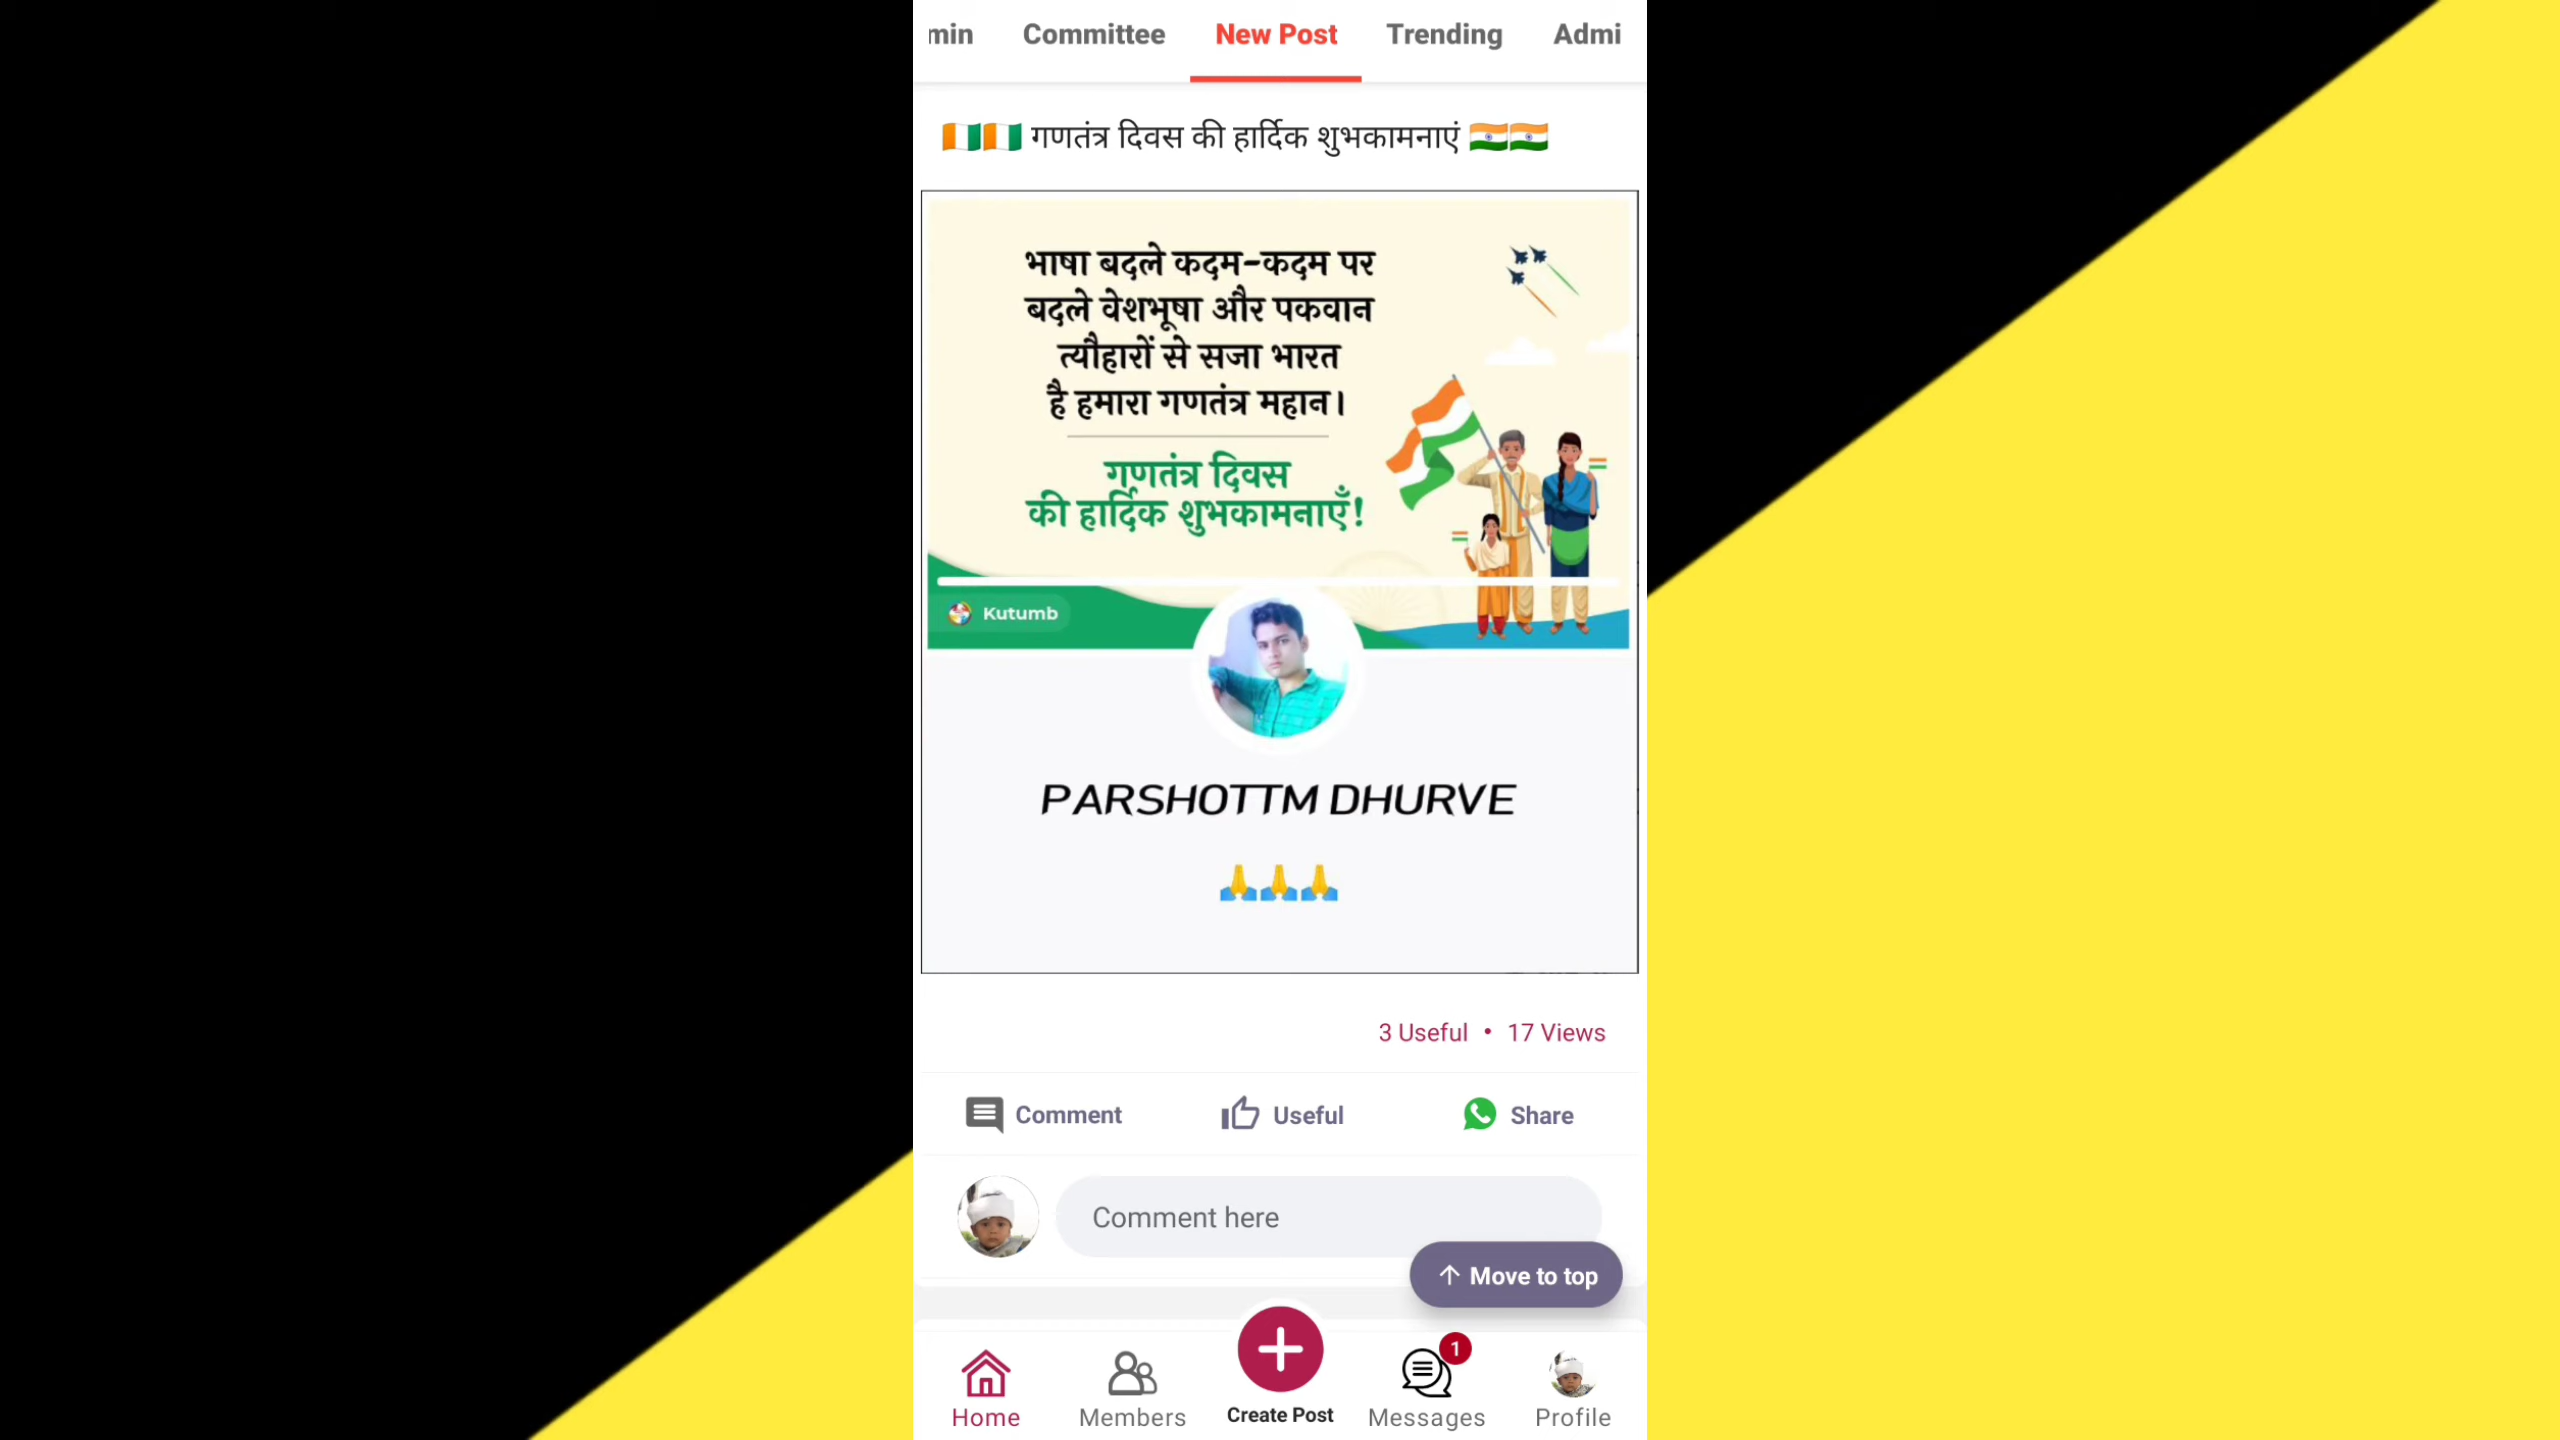 min Committee New Post Trending Admi
🇨🇮🇨🇮 गणतंत्र दिवस की हार्दिक शुभकामनाएं 🇮🇳🇮🇳
भाषा बदले कदम-कदम पर
बदले वेशभूषा और पकवान
त्यौहारों से सजा भारत
है हमारा गणतंत्र महान।
गणतंत्र दिवस
की हार्दिक शुभकामनाएँ!
Kutumb
PARSHOTTM DHURVE
🙏🙏🙏
3 Useful • 17 Views
Comment Useful Share
Comment here
↑ Move to top
1
Home Members Create Post Messages Profile